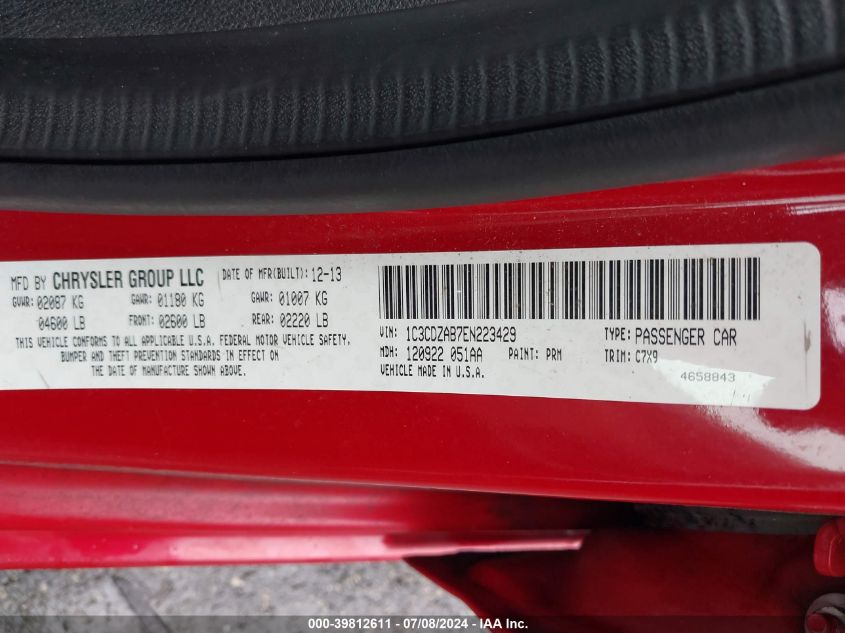 MFD BY CHRYSLER GROUP LLC DATE OF MFR(BUILT): 12-13
GVWR: 02087 KG GAWR: 01180 KG GAWR: 01007 KG
04600 LB FRONT: 02600 LB REAR: 02220 LB
THIS VEHICLE CONFORMS TO ALL APPLICABLE U.S.A. FEDERAL MOTOR VEHICLE SAFETY,
BUMPER AND THEFT PREVENTION STANDARDS IN EFFECT ON
THE DATE OF MANUFACTURE SHOWN ABOVE.
VIN: 1C3CDZAB7EN223429 TYPE: PASSENGER CAR
MDH: 120922 051AA PAINT: PRM TRIM: C7X9
VEHICLE MADE IN U.S.A.
4658843
000-39812611 - 07/08/2024 - IAA Inc.